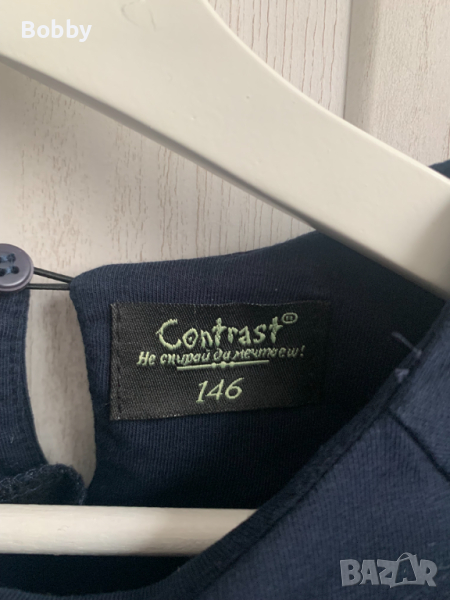 Bobby
Contrast®
Не спирай да мечтаеш!
146
BAZAR